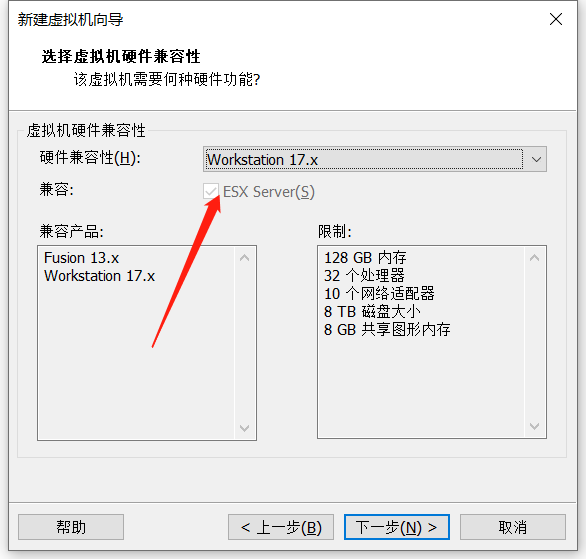 新建虚拟机向导
选择虚拟机硬件兼容性
该虚拟机需要何种硬件功能?
虚拟机硬件兼容性
硬件兼容性(H): Workstation 17.x
兼容: ESX Server(S)
兼容产品:
Fusion 13.x
Workstation 17.x
限制:
128 GB 内存
32 个处理器
10 个网络适配器
8 TB 磁盘大小
8 GB 共享图形内存
帮助 < 上一步(B) 下一步(N) > 取消